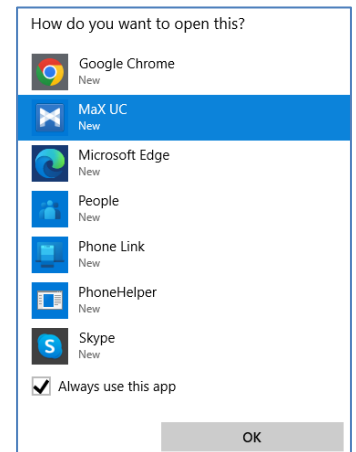 How do you want to open this?
Google Chrome
New
MaX UC
New
Microsoft Edge
New
People
New
Phone Link
New
PhoneHelper
New
Skype
New
Always use this app
OK